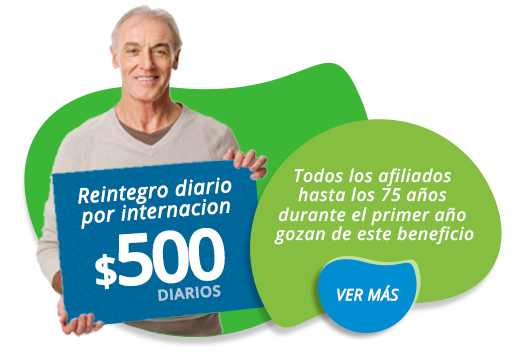 Reintegro diario
por internacion
$500
DIARIOS
Todos los afiliados
hasta los 75 años
durante el primer año
gozan de este beneficio
VER MÁS